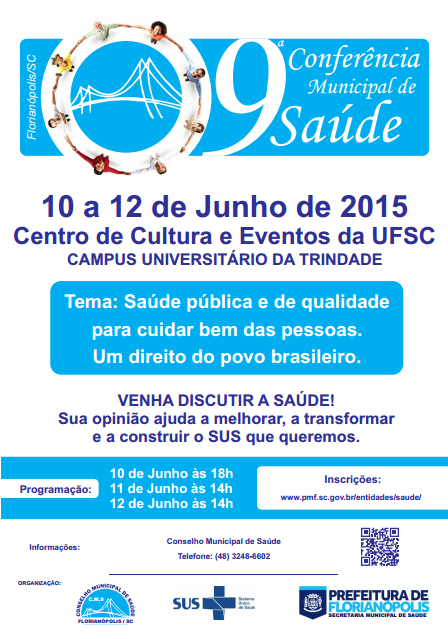 Florianópolis/SC
9ª Conferência
Municipal de
Saúde
10 a 12 de Junho de 2015
Centro de Cultura e Eventos da UFSC
CAMPUS UNIVERSITÁRIO DA TRINDADE
Tema: Saúde pública e de qualidade
para cuidar bem das pessoas.
Um direito do povo brasileiro.
VENHA DISCUTIR A SAÚDE!
Sua opinião ajuda a melhorar, a transformar
e a construir o SUS que queremos.
Programação:
10 de Junho às 18h
11 de Junho às 14h
12 de Junho às 14h
Inscrições:
www.pmf.sc.gov.br/entidades/saude/
Informações:
Conselho Municipal de Saúde
Telefone: (48) 3248-6602
ORGANIZAÇÃO:
CONSELHO MUNICIPAL DE SAÚDE
C.M.S
FLORIANÓPOLIS / SC
SUS
Sistema
Único
de Saúde
PREFEITURA DE
FLORIANÓPOLIS
SECRETARIA MUNICIPAL DE SAÚDE